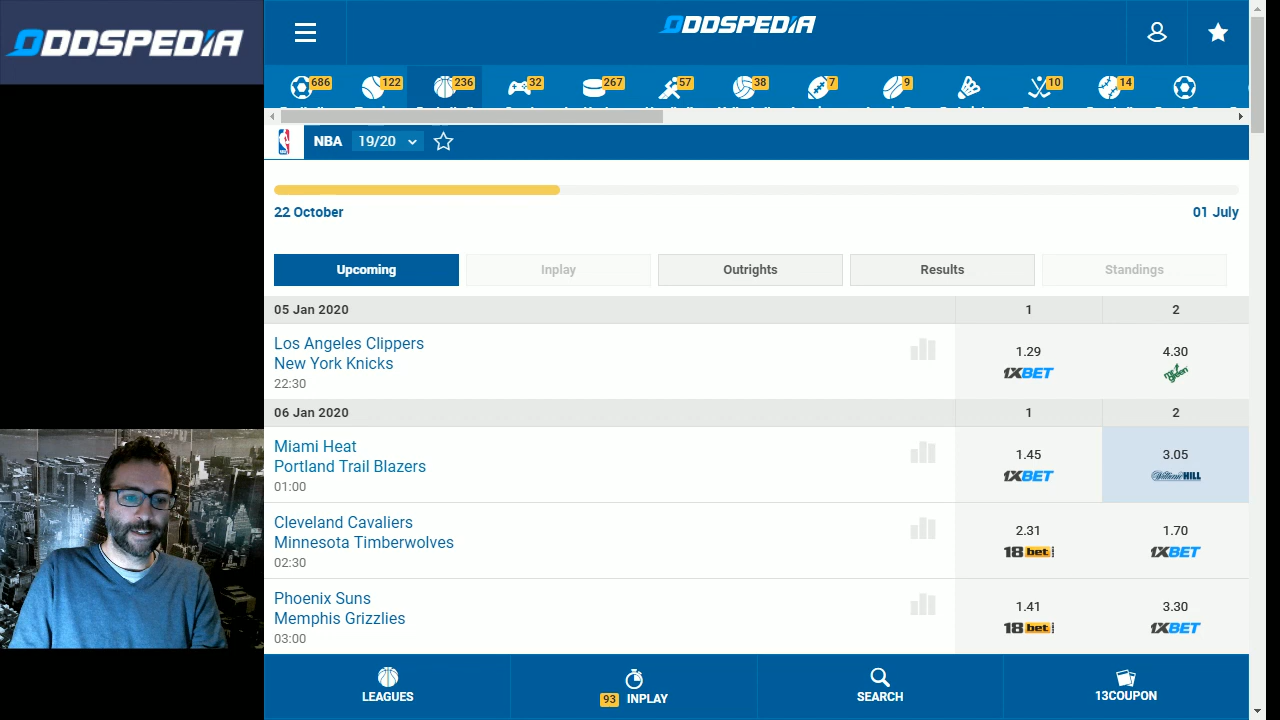 ODDSPEDIA
ODDSPEDIA
686
122
236
32
267
57
38
7
9
10
14
NBA 19/20
22 October
01 July
Upcoming
Inplay
Outrights
Results
Standings
05 Jan 2020 1 2
Los Angeles Clippers
New York Knicks
22:30
1.29
1XBET
4.30
mr green
06 Jan 2020 1 2
Miami Heat
Portland Trail Blazers
01:00
1.45
1XBET
3.05
William HILL
Cleveland Cavaliers
Minnesota Timberwolves
02:30
2.31
18bet
1.70
1XBET
Phoenix Suns
Memphis Grizzlies
03:00
1.41
18bet
3.30
1XBET
LEAGUES
93 INPLAY
SEARCH
13COUPON